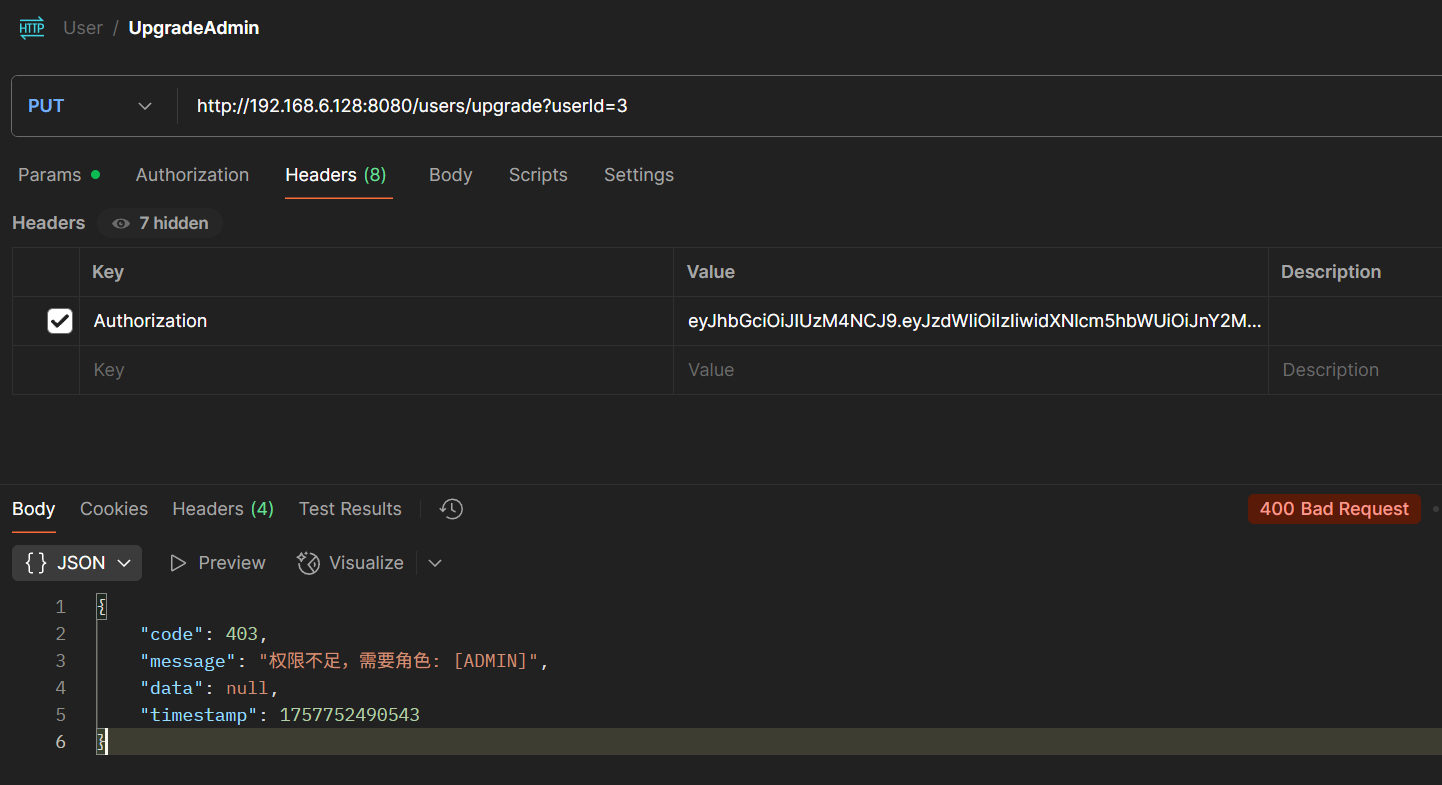 HTTP User / UpgradeAdmin
PUT http://192.168.6.128:8080/users/upgrade?userId=3
Params Authorization Headers (8) Body Scripts Settings
Headers 7 hidden
Key Value Description
Authorization eyJhbGciOiJIUzM4NCJ9.eyJzdWIiOiIzIiwidXNlcm5hbWUiOiJnY2M...
Key Value Description
Body Cookies Headers (4) Test Results 400 Bad Request
{} JSON Preview Visualize
1 {
2 "code": 403,
3 "message": "权限不足，需要角色: [ADMIN]",
4 "data": null,
5 "timestamp": 1757752490543
6 }